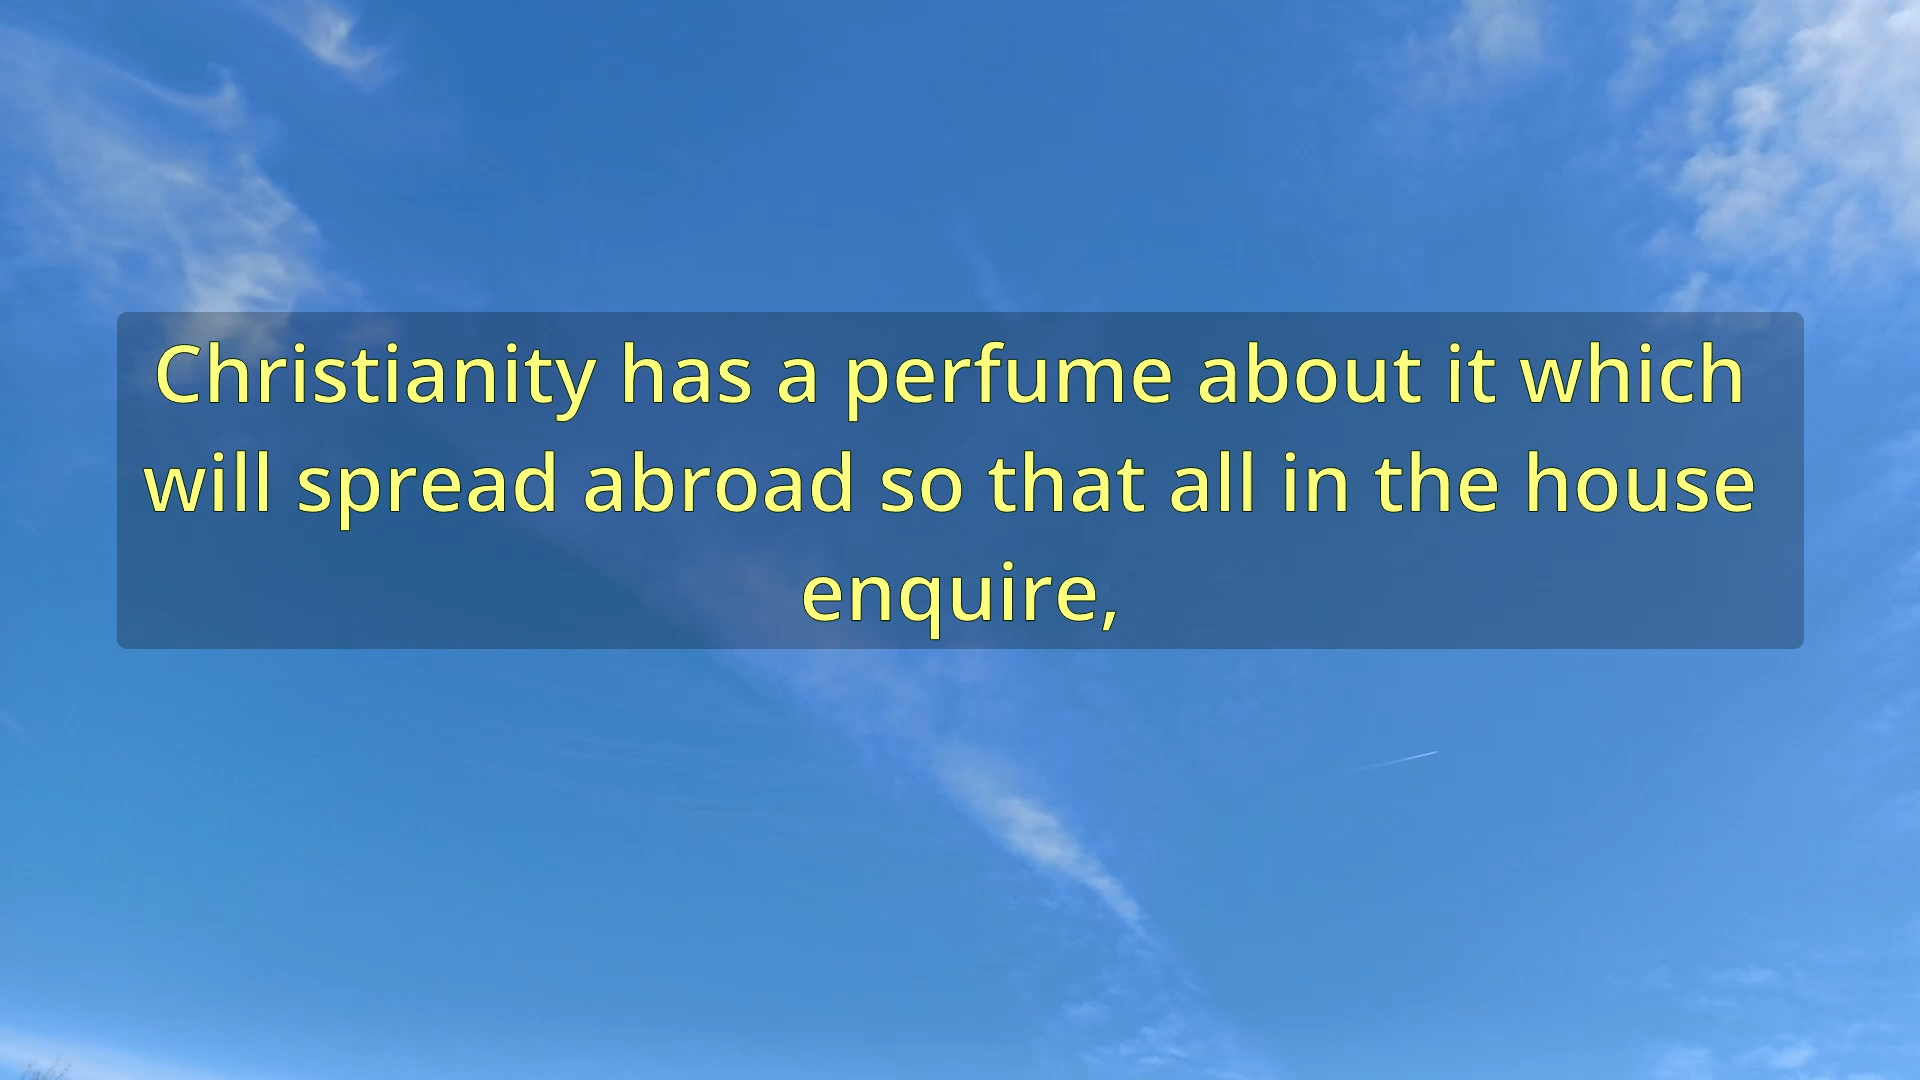 Christianity has a perfume about it which
will spread abroad so that all in the house
enquire,